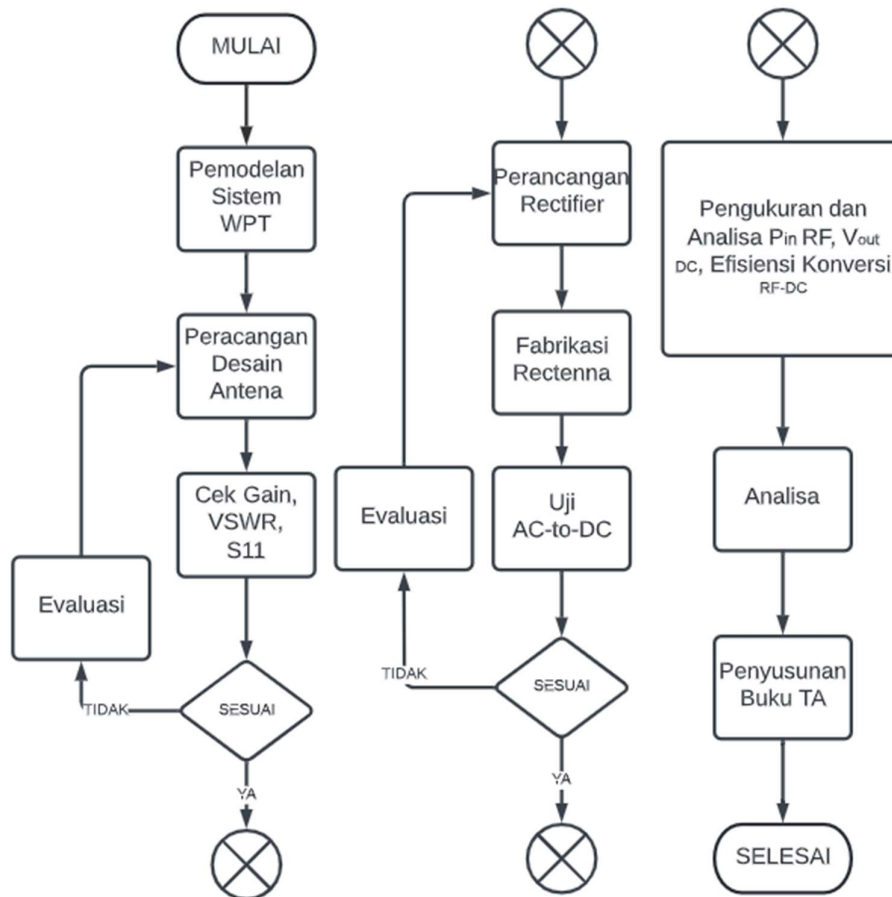 MULAI
Pemodelan
Sistem
WPT
Peracangan
Desain
Antena
Cek Gain,
VSWR,
S11
Evaluasi
SESUAI
TIDAK
YA
Perancangan
Rectifier
Fabrikasi
Rectenna
Uji
AC-to-DC
Evaluasi
SESUAI
TIDAK
YA
Pengukuran dan
Analisa Pin RF, Vout
DC, Efisiensi Konversi
RF-DC
Analisa
Penyusunan
Buku TA
SELESAI